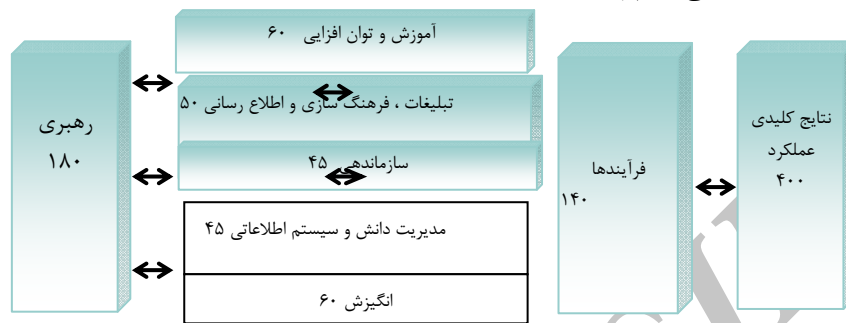 رهبری
۱۸۰
آموزش و توان افزایی ۶۰
تبلیغات ، فرهنگ سازی و اطلاع رسانی ۵۰
سازماندهی ۴۵
مدیریت دانش و سیستم اطلاعاتی ۴۵
انگیزش ۶۰
فرآیندها
۱۴۰
نتایج کلیدی
عملکرد
۴۰۰